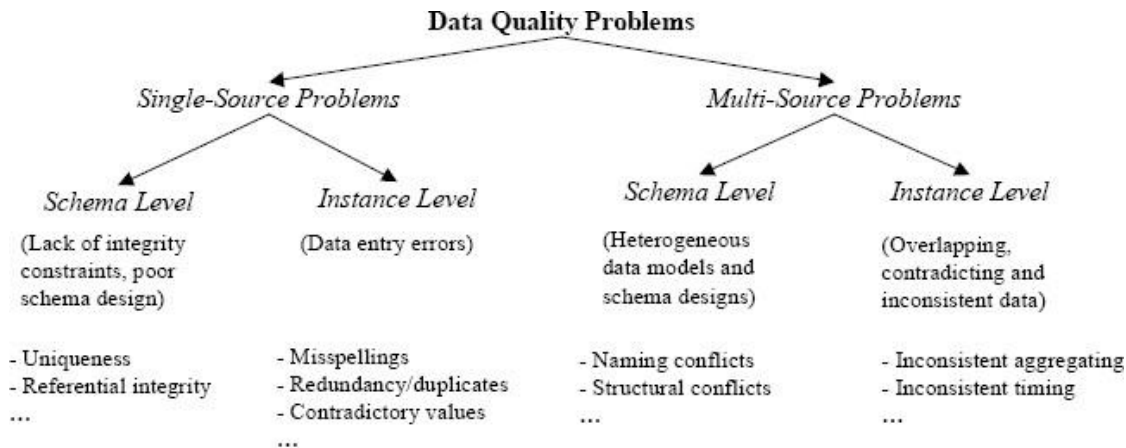 Data Quality Problems
Single-Source Problems
Multi-Source Problems
Schema Level
Instance Level
Schema Level
Instance Level
(Lack of integrity
constraints, poor
schema design)
(Data entry errors)
(Heterogeneous
data models and
schema designs)
(Overlapping,
contradicting and
inconsistent data)
- Uniqueness
- Referential integrity
...
- Misspellings
- Redundancy/duplicates
- Contradictory values
...
- Naming conflicts
- Structural conflicts
...
- Inconsistent aggregating
- Inconsistent timing
...